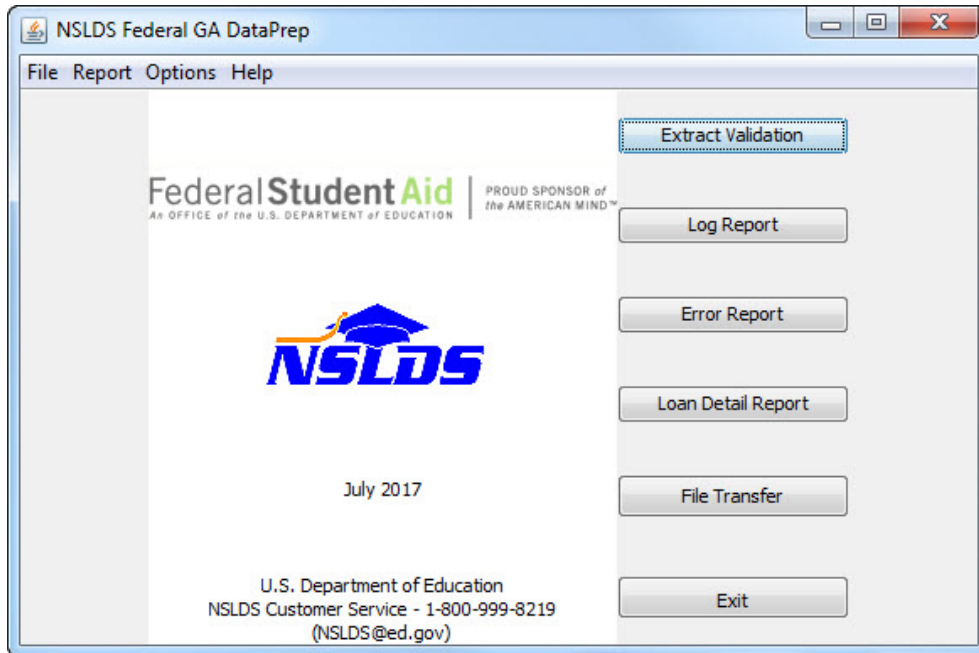 NSLDS Federal GA DataPrep
File Report Options Help
Extract Validation
Federal Student Aid
An OFFICE of the U.S. DEPARTMENT of EDUCATION
PROUD SPONSOR of
the AMERICAN MIND™
Log Report
Error Report
NSLDS
Loan Detail Report
July 2017
File Transfer
U.S. Department of Education
NSLDS Customer Service - 1-800-999-8219
(NSLDS@ed.gov)
Exit